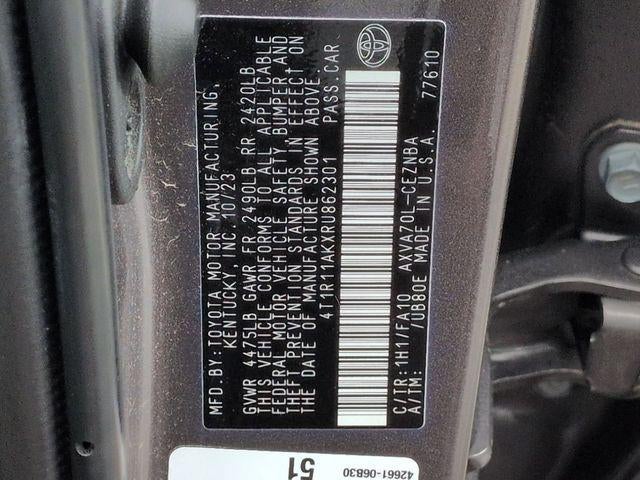 MFD.BY:TOYOTA MOTOR MANUFACTURING,
KENTUCKY, INC. 10/23
GVWR 4475LB GAWR FR 2490LB RR 2420LB
THIS VEHICLE CONFORMS TO ALL APPLICABLE
FEDERAL MOTOR VEHICLE SAFETY, BUMPER AND
THEFT PREVENTION STANDARDS IN EFFECT ON
THE DATE OF MANUFACTURE SHOWN ABOVE.
4T1R11AKXRU862301 PASS.CAR
C/TR:1H1/FA10 AXVA70L-CEZNBA
A/TM: /UB80E MADE IN U.S.A. 77610
42661-06B30
51